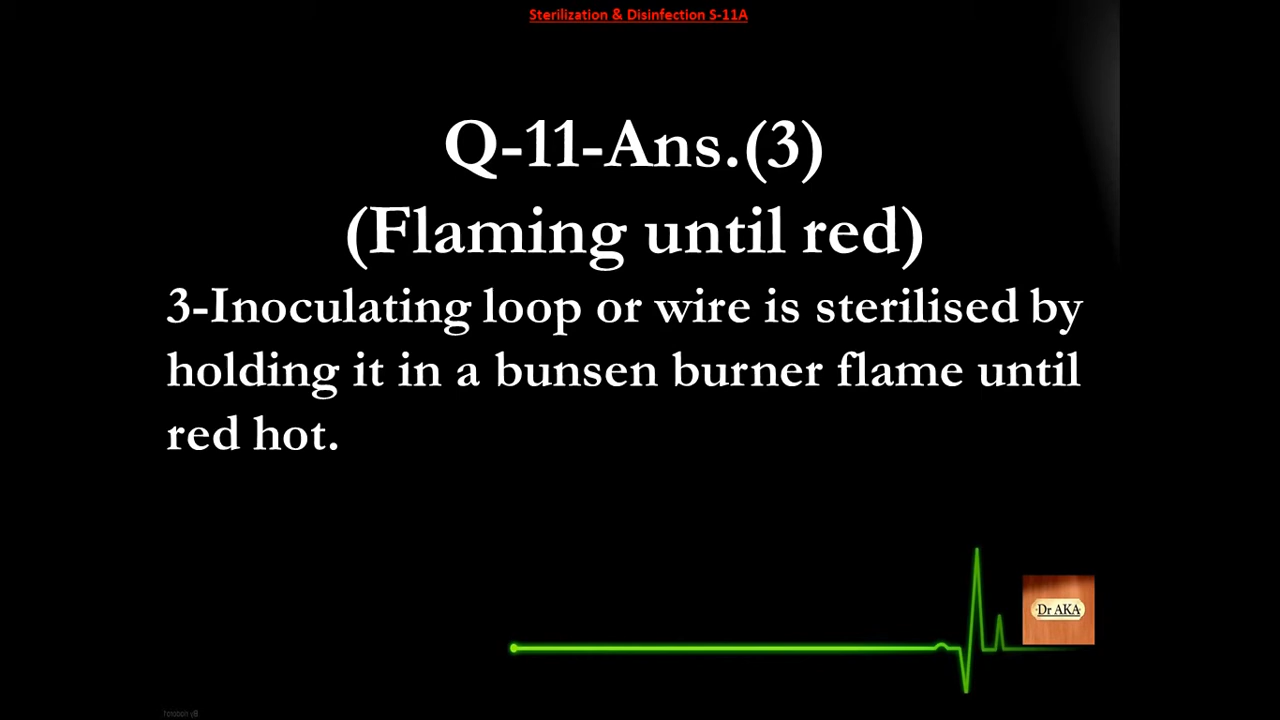 Sterilization & Disinfection S-11A
Q-11-Ans.(3)
(Flaming until red)
3-Inoculating loop or wire is sterilised by
holding it in a bunsen burner flame until
red hot.
Dr AKA